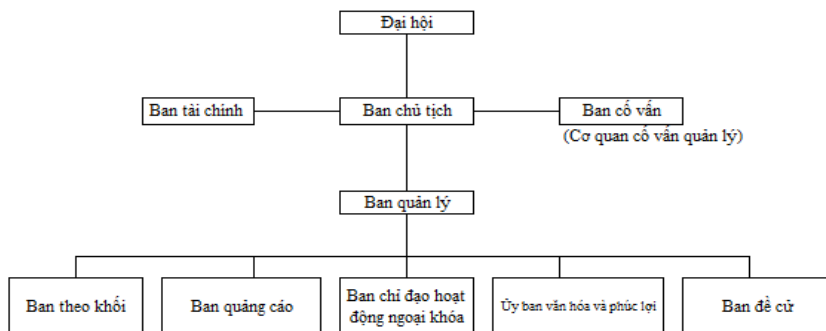 Đại hội
Ban tài chính
Ban chủ tịch
Ban cố vấn
(Cơ quan cố vấn quản lý)
Ban quản lý
Ban theo khối
Ban quảng cáo
Ban chỉ đạo hoạt
động ngoại khóa
Ủy ban văn hóa và phúc lợi
Ban đề cử